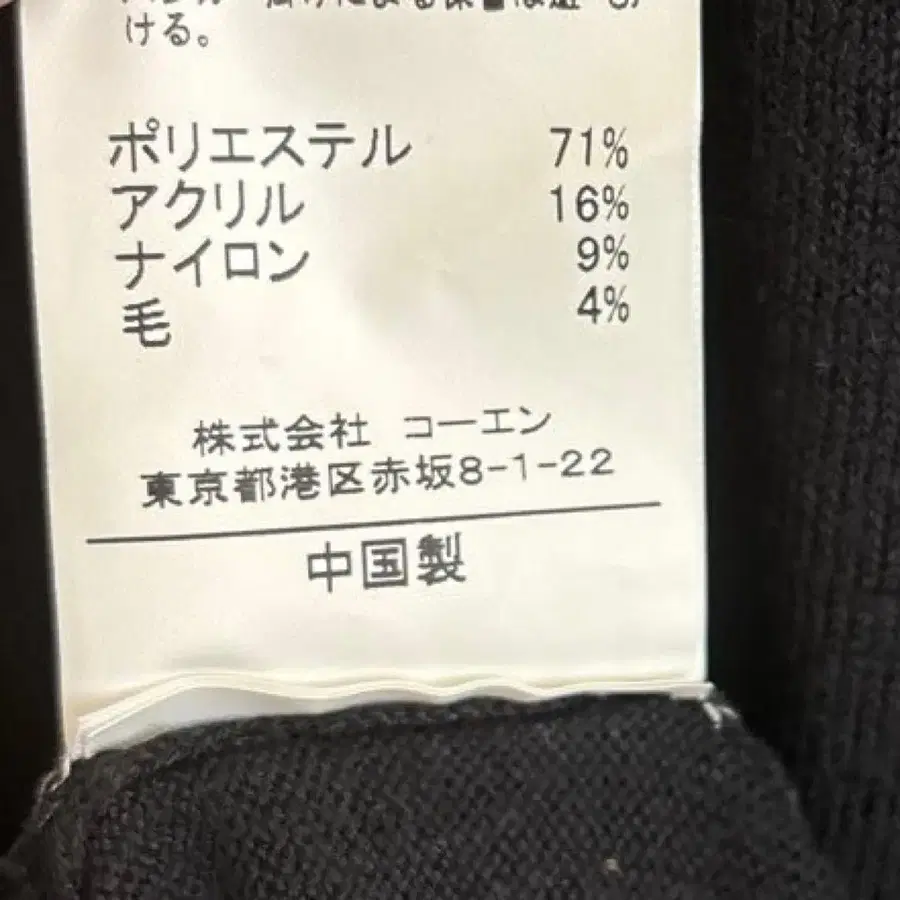 ける。
ポリエステル 71%
アクリル 16%
ナイロン 9%
毛 4%
株式会社 コーエン
東京都港区赤坂8-1-22
中国製